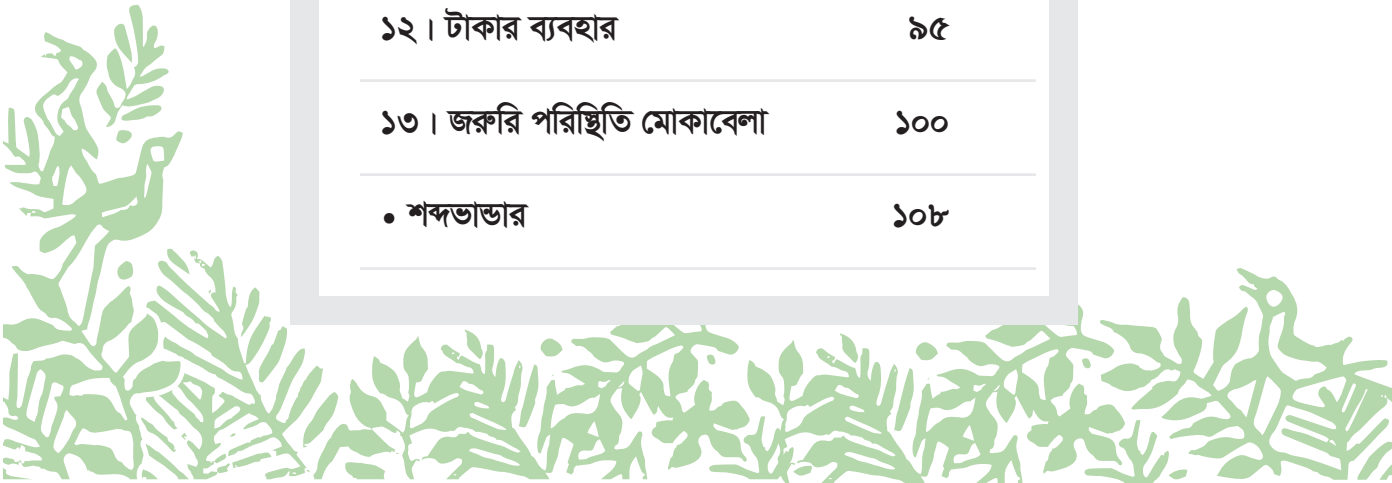 ১২। টাকার ব্যবহার ৯৫
১৩। জরুরি পরিস্থিতি মোকাবেলা ১০০
• শব্দভান্ডার ১০৮